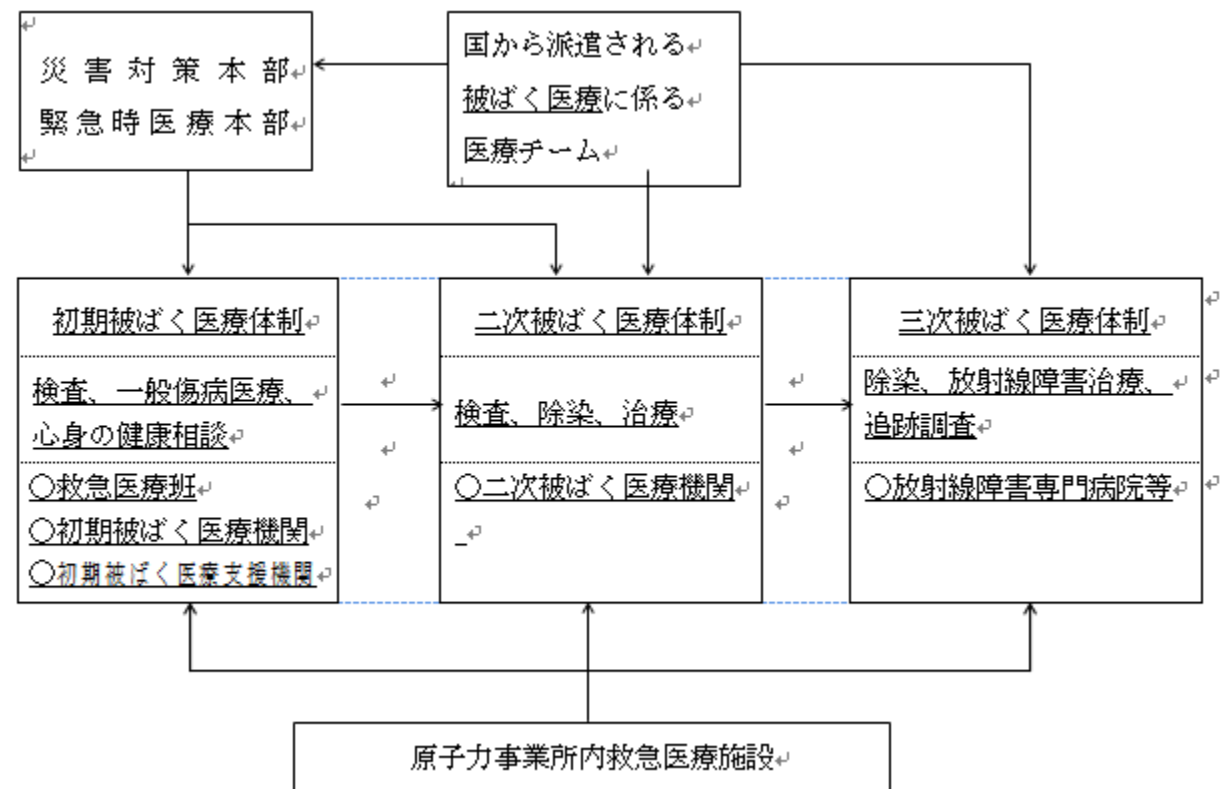 災害対策本部
緊急時医療本部
国から派遣される
被ばく医療に係る
医療チーム
初期被ばく医療体制
検査、一般傷病医療、
心身の健康相談
○救急医療班
○初期被ばく医療機関
○初期被ばく医療支援機関
二次被ばく医療体制
検査、除染、治療
○二次被ばく医療機関
三次被ばく医療体制
除染、放射線障害治療、
追跡調査
○放射線障害専門病院等
原子力事業所内救急医療施設